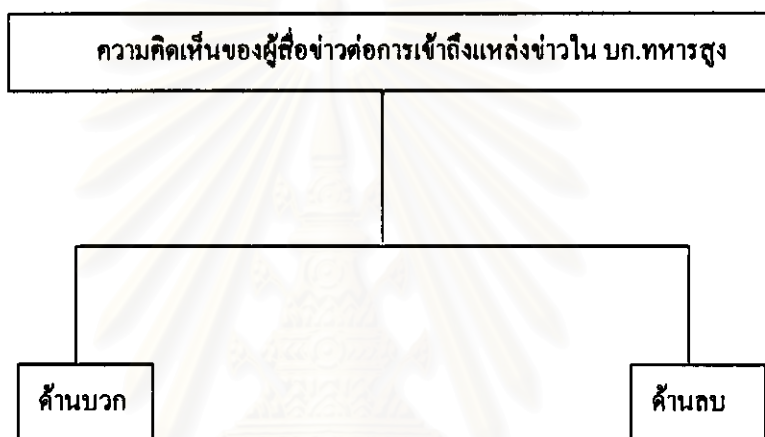 ความคิดเห็นของผู้สื่อข่าวต่อการเข้าถึงแหล่งข่าวใน บก.ทหารสูง
ด้านบวก
ด้านลบ